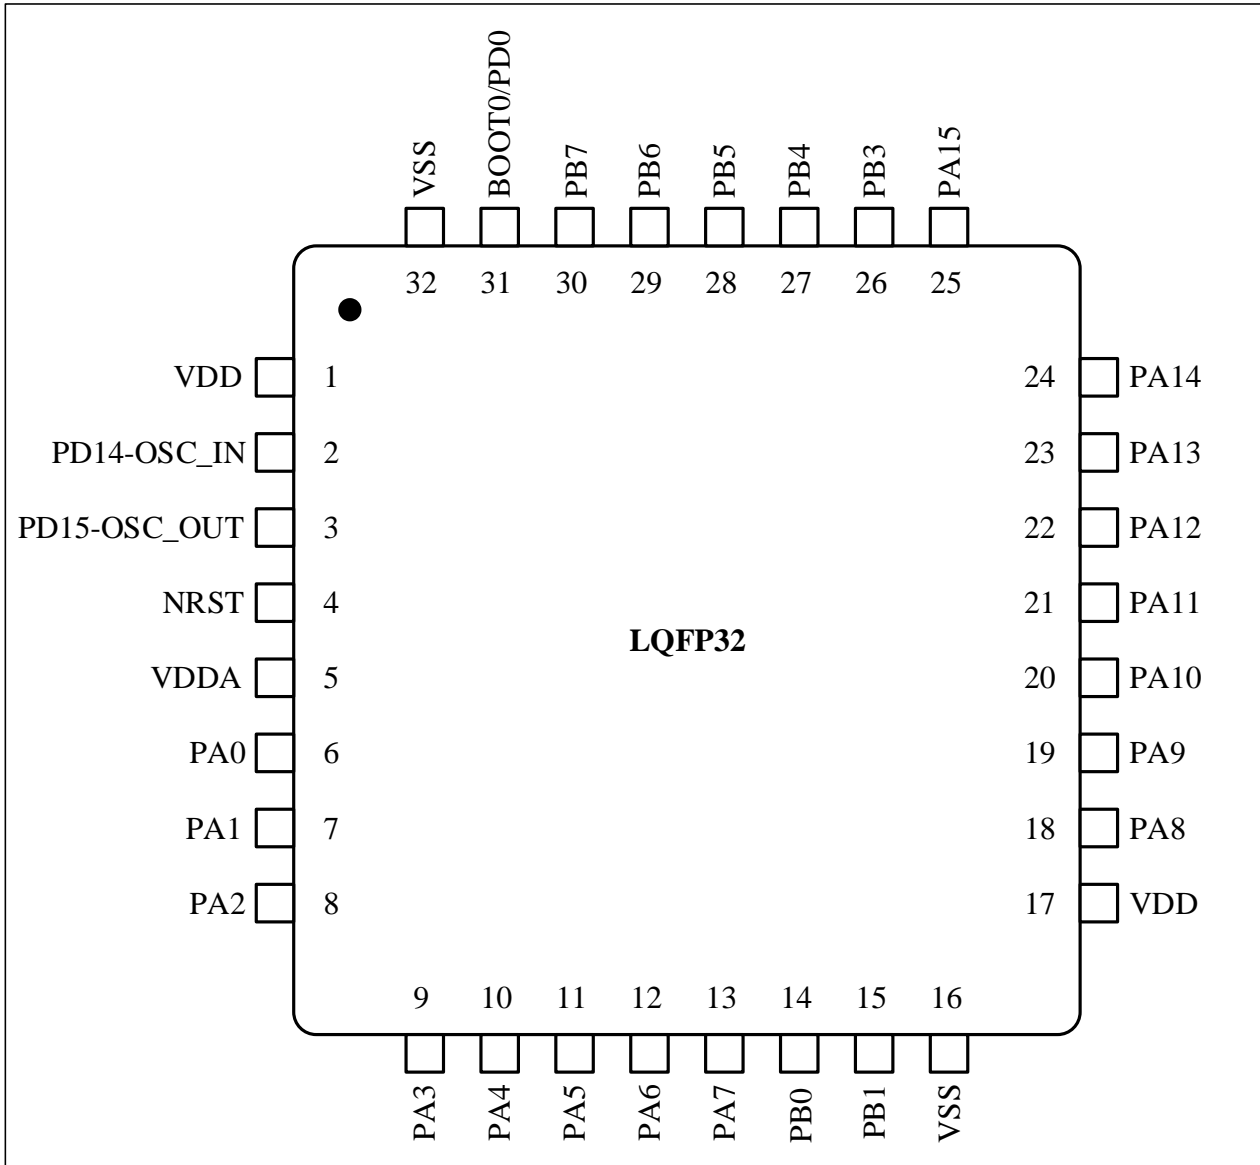 VSS
BOOT0/PD0
PB7
PB6
PB5
PB4
PB3
PA15
32 31 30 29 28 27 26 25
VDD 1 24 PA14
PD14-OSC_IN 2 23 PA13
PD15-OSC_OUT 3 22 PA12
NRST 4 21 PA11
LQFP32
VDDA 5 20 PA10
PA0 6 19 PA9
PA1 7 18 PA8
PA2 8 17 VDD
9 10 11 12 13 14 15 16
PA3
PA4
PA5
PA6
PA7
PB0
PB1
VSS